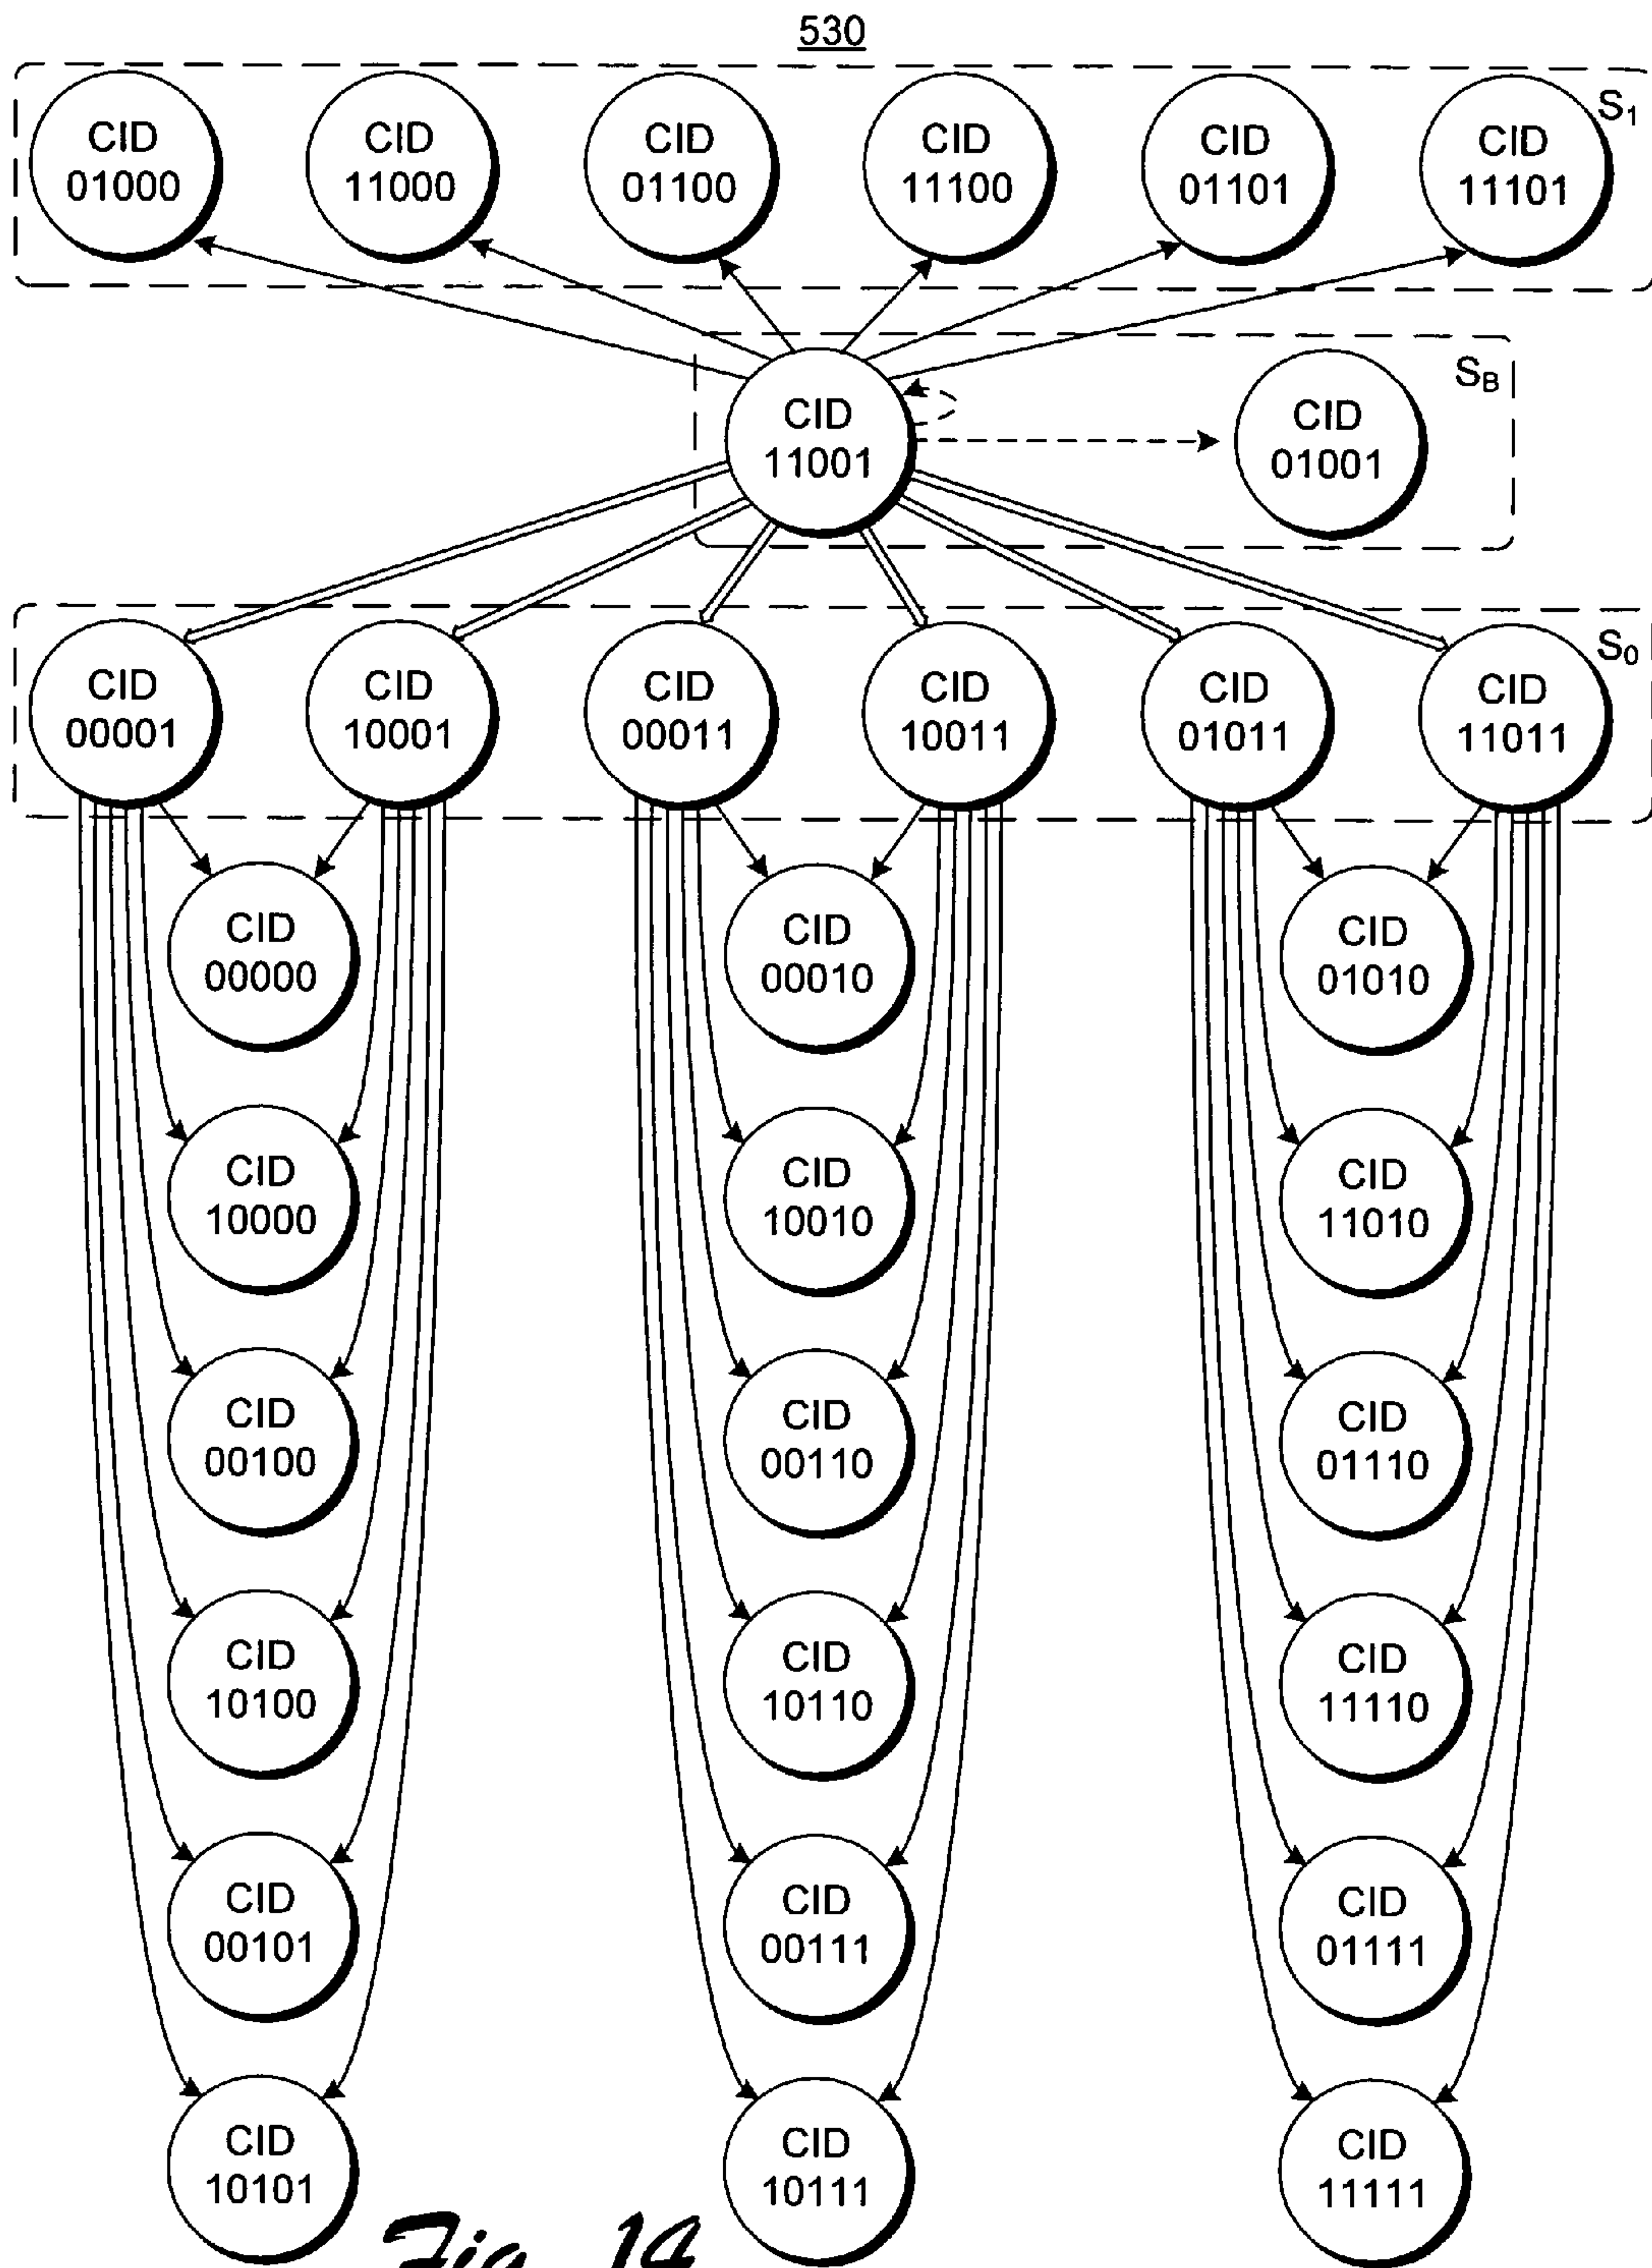 530
CID
01000
CID
11000
CID
01100
CID
11100
CID
01101
CID
11101
S1
CID
11001
CID
01001
SB
CID
00001
CID
10001
CID
00011
CID
10011
CID
01011
CID
11011
S0
CID
00000
CID
00010
CID
01010
CID
10000
CID
10010
CID
11010
CID
00100
CID
00110
CID
01110
CID
10100
CID
10110
CID
11110
CID
00101
CID
00111
CID
01111
CID
10101
CID
10111
CID
11111
Fig. 14